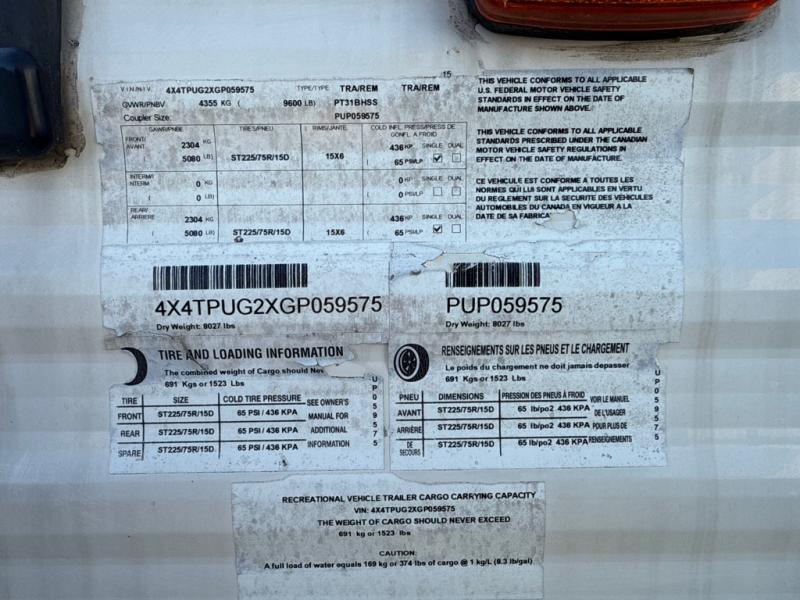 V.I.N./N.I.V. 4X4TPUG2XGP059575 TYPE/TYPE TRA/REM TRA/REM
GVWR/PNBV 4355 KG ( 9600 LB) PT31BHSS
Coupler Size: PUP059575
15
GAWR/PNBE TIRES/PNEU RIMS/JANTE COLD INFL. PRESS/PRESS DE GONFL. A FROID
FRONT/AVANT 2304 KG 436 KP SINGLE DUAL
( 5080 LB) ST225/75R/15D 15X6 ( 65 PSI/LP
INTERM/INTERM 0 KG 0 KP SINGLE DUAL
( 0 LB) ( 0 PSI/LP
REAR/ARRIERE 2304 KG 436 KP SINGLE DUAL
( 5080 LB) ST225/75R/15D 15X6 ( 65 PSI/LP
THIS VEHICLE CONFORMS TO ALL APPLICABLE
U.S. FEDERAL MOTOR VEHICLE SAFETY
STANDARDS IN EFFECT ON THE DATE OF
MANUFACTURE SHOWN ABOVE.
THIS VEHICLE CONFORMS TO ALL APPLICABLE
STANDARDS PRESCRIBED UNDER THE CANADIAN
MOTOR VEHICLE SAFETY REGULATIONS IN
EFFECT ON THE DATE OF MANUFACTURE.
CE VEHICULE EST CONFORME A TOUTES LES
NORMES QUI LUI SONT APPLICABLES EN VERTU
DU REGLEMENT SUR LA SECURITE DES VEHICULES
AUTOMOBILES DU CANADA EN VIGUEUR A LA
DATE DE SA FABRICA
4X4TPUG2XGP059575
Dry Weight: 8027 lbs
PUP059575
Dry Weight: 8027 lbs
TIRE AND LOADING INFORMATION
The combined weight of Cargo should Nev
691 Kgs or 1523 Lbs
TIRE SIZE COLD TIRE PRESSURE SEE OWNER'S
FRONT ST225/75R/15D 65 PSI / 436 KPA MANUAL FOR
REAR ST225/75R/15D 65 PSI / 436 KPA ADDITIONAL
SPARE ST225/75R/15D 65 PSI / 436 KPA INFORMATION
UP059575
RENSEIGNEMENTS SUR LES PNEUS ET LE CHARGEMENT
Le poids du chargement ne doit jamais depasser
691 Kgs or 1523 Lbs
PNEU DIMENSIONS PRESSION DES PNEUS À FROID VOIR LE MANUEL
AVANT ST225/75R/15D 65 lb/po2 436 KPA DE L'USAGER
ARRIÈRE ST225/75R/15D 65 lb/po2 436 KPA POUR PLUS DE
DE SECOURS ST225/75R/15D 65 lb/po2 436 KPA RENSEIGNEMENTS
UP059575
RECREATIONAL VEHICLE TRAILER CARGO CARRYING CAPACITY
VIN: 4X4TPUG2XGP059575
THE WEIGHT OF CARGO SHOULD NEVER EXCEED
691 kg or 1523 lbs
CAUTION:
A full load of water equals 169 kg or 374 lbs of cargo @ 1 kg/L (8.3 lb/gal)